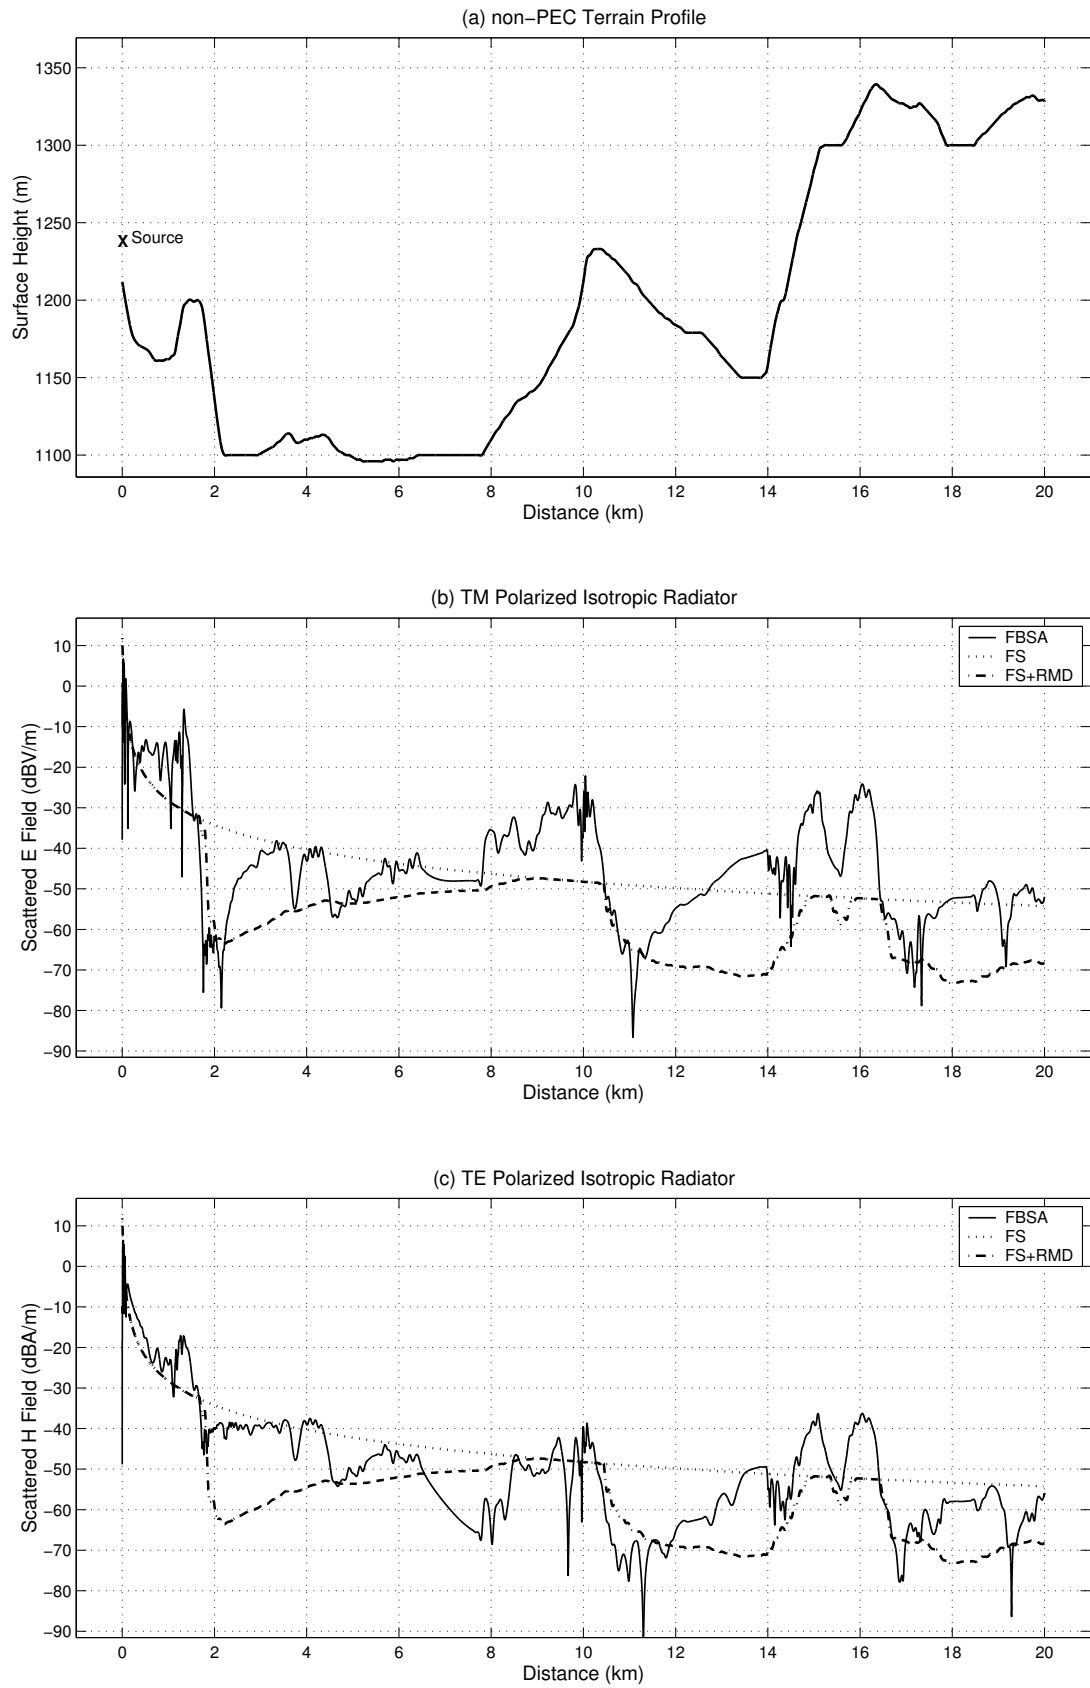 (a) non−PEC Terrain Profile
1350
1300
1250
1200
1150
1100
Surface Height (m)
x Source
0 2 4 6 8 10 12 14 16 18 20
Distance (km)
(b) TM Polarized Isotropic Radiator
10
0
−10
−20
−30
−40
−50
−60
−70
−80
−90
Scattered E Field (dBV/m)
FBSA
FS
FS+RMD
0 2 4 6 8 10 12 14 16 18 20
Distance (km)
(c) TE Polarized Isotropic Radiator
10
0
−10
−20
−30
−40
−50
−60
−70
−80
−90
Scattered H Field (dBA/m)
FBSA
FS
FS+RMD
0 2 4 6 8 10 12 14 16 18 20
Distance (km)